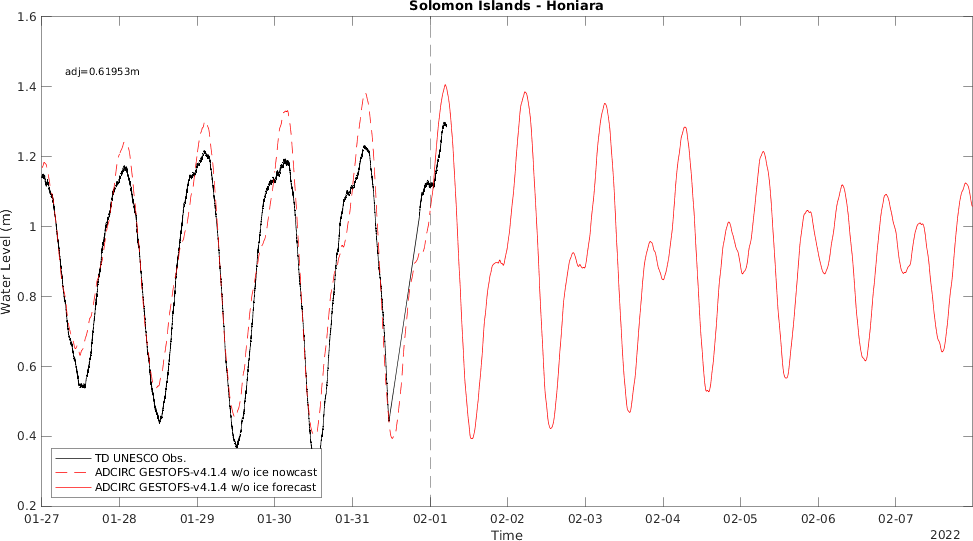 Solomon Islands - Honiara
1.6
1.4
1.2
1
0.8
0.6
0.4
0.2
Water Level (m)
adj=0.61953m
TD UNESCO Obs.
ADCIRC GESTOFS-v4.1.4 w/o ice nowcast
ADCIRC GESTOFS-v4.1.4 w/o ice forecast
01-27 01-28 01-29 01-30 01-31 02-01 02-02 02-03 02-04 02-05 02-06 02-07
Time
2022